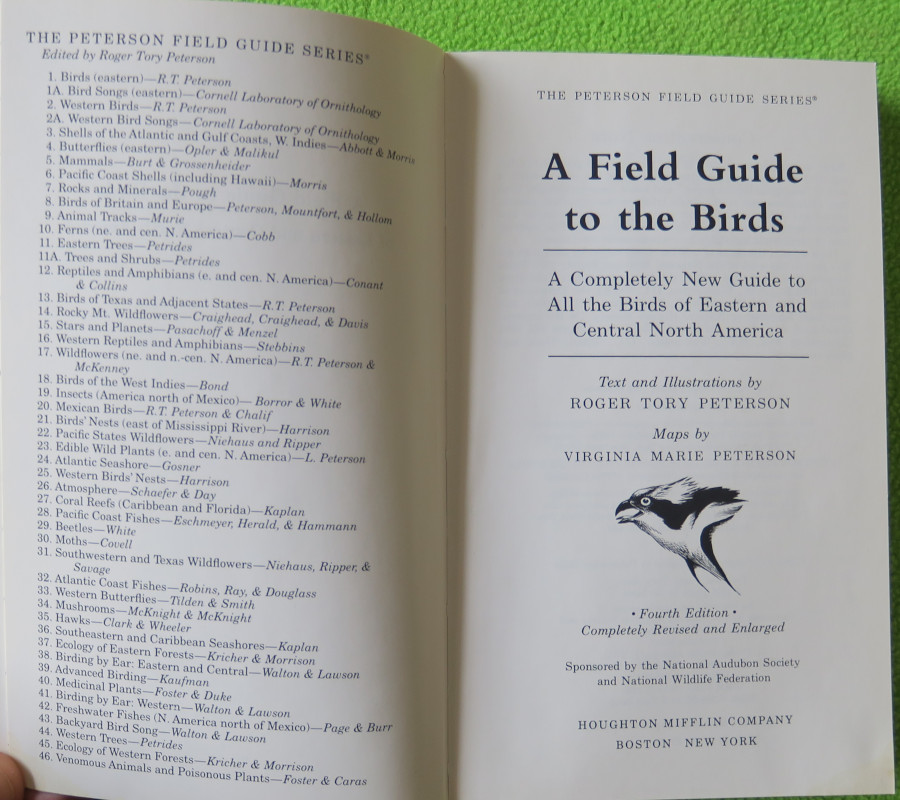 THE PETERSON FIELD GUIDE SERIES®
Edited by Roger Tory Peterson
1. Birds (eastern)—R.T. Peterson
1A. Bird Songs (eastern)—Cornell Laboratory of Ornithology
2. Western Birds—R.T. Peterson
2A. Western Bird Songs—Cornell Laboratory of Ornithology
3. Shells of the Atlantic and Gulf Coasts, W. Indies—Abbott & Morris
4. Butterflies (eastern)—Opler & Malikul
5. Mammals—Burt & Grossenheider
6. Pacific Coast Shells (including Hawaii)—Morris
7. Rocks and Minerals—Pough
8. Birds of Britain and Europe—Peterson, Mountfort, & Hollom
9. Animal Tracks—Murie
10. Ferns (ne. and cen. N. America)—Cobb
11. Eastern Trees—Petrides
11A. Trees and Shrubs—Petrides
12. Reptiles and Amphibians (e. and cen. N. America)—Conant
& Collins
13. Birds of Texas and Adjacent States—R.T. Peterson
14. Rocky Mt. Wildflowers—Craighead, Craighead, & Davis
15. Stars and Planets—Pasachoff & Menzel
16. Western Reptiles and Amphibians—Stebbins
17. Wildflowers (ne. and n.-cen. N. America)—R.T. Peterson &
McKenney
18. Birds of the West Indies—Bond
19. Insects (America north of Mexico)— Borror & White
20. Mexican Birds—R.T. Peterson & Chalif
21. Birds' Nests (east of Mississippi River)—Harrison
22. Pacific States Wildflowers—Niehaus and Ripper
23. Edible Wild Plants (e. and cen. N. America)—L. Peterson
24. Atlantic Seashore—Gosner
25. Western Birds' Nests—Harrison
26. Atmosphere—Schaefer & Day
27. Coral Reefs (Caribbean and Florida)—Kaplan
28. Pacific Coast Fishes—Eschmeyer, Herald, & Hammann
29. Beetles—White
30. Moths—Covell
31. Southwestern and Texas Wildflowers—Niehaus, Ripper, &
Savage
32. Atlantic Coast Fishes—Robins, Ray, & Douglass
33. Western Butterflies—Tilden & Smith
34. Mushrooms—McKnight & McKnight
35. Hawks—Clark & Wheeler
36. Southeastern and Caribbean Seashores—Kaplan
37. Ecology of Eastern Forests—Kricher & Morrison
38. Birding by Ear: Eastern and Central—Walton & Lawson
39. Advanced Birding—Kaufman
40. Medicinal Plants—Foster & Duke
41. Birding by Ear: Western—Walton & Lawson
42. Freshwater Fishes (N. America north of Mexico)—Page & Burr
43. Backyard Bird Song—Walton & Lawson
44. Western Trees—Petrides
45. Ecology of Western Forests—Kricher & Morrison
46. Venomous Animals and Poisonous Plants—Foster & Caras
THE PETERSON FIELD GUIDE SERIES®
A Field Guide
to the Birds
A Completely New Guide to
All the Birds of Eastern and
Central North America
Text and Illustrations by
ROGER TORY PETERSON
Maps by
VIRGINIA MARIE PETERSON
• Fourth Edition •
Completely Revised and Enlarged
Sponsored by the National Audubon Society
and National Wildlife Federation
HOUGHTON MIFFLIN COMPANY
BOSTON NEW YORK